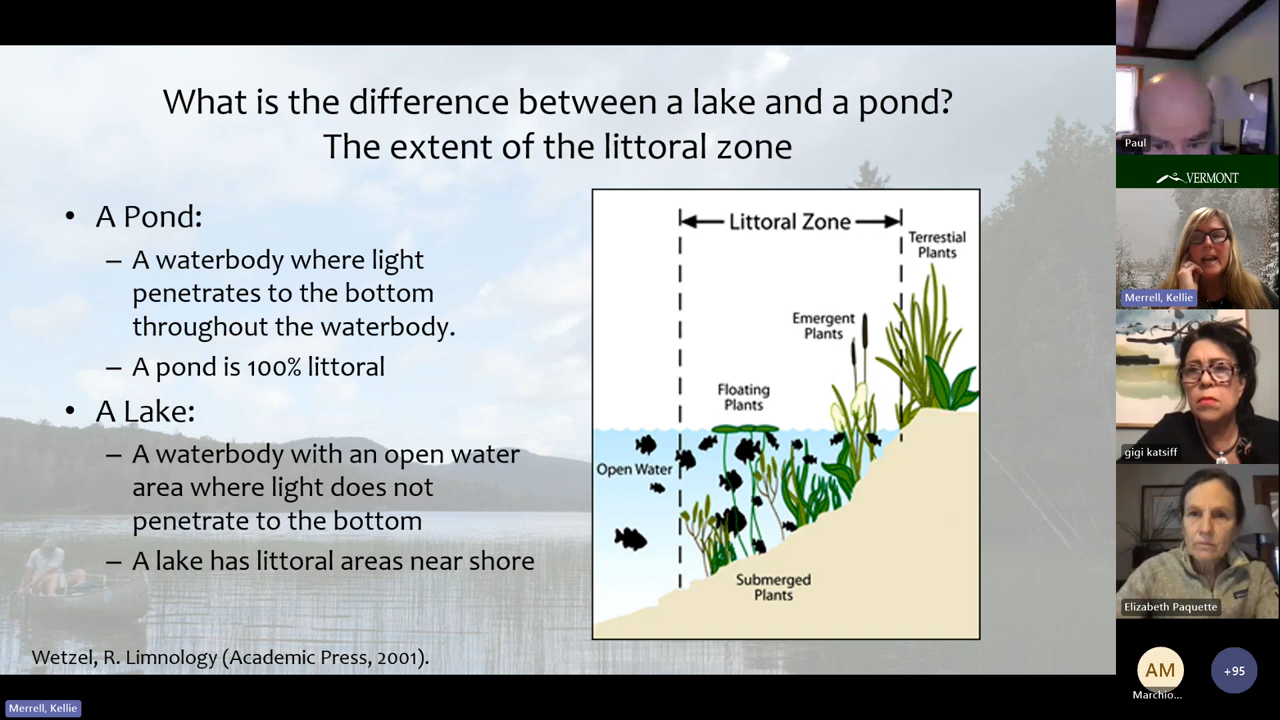 What is the difference between a lake and a pond?
The extent of the littoral zone
• A Pond:
– A waterbody where light
penetrates to the bottom
throughout the waterbody.
– A pond is 100% littoral
• A Lake:
– A waterbody with an open water
area where light does not
penetrate to the bottom
– A lake has littoral areas near shore
Wetzel, R. Limnology (Academic Press, 2001).
Littoral Zone
Terrestial
Plants
Emergent
Plants
Floating
Plants
Open Water
Submerged
Plants
Merrell, Kellie
Paul
VERMONT
Merrell, Kellie
gigi katsiff
Elizabeth Paquette
AM
Marchio...
+95